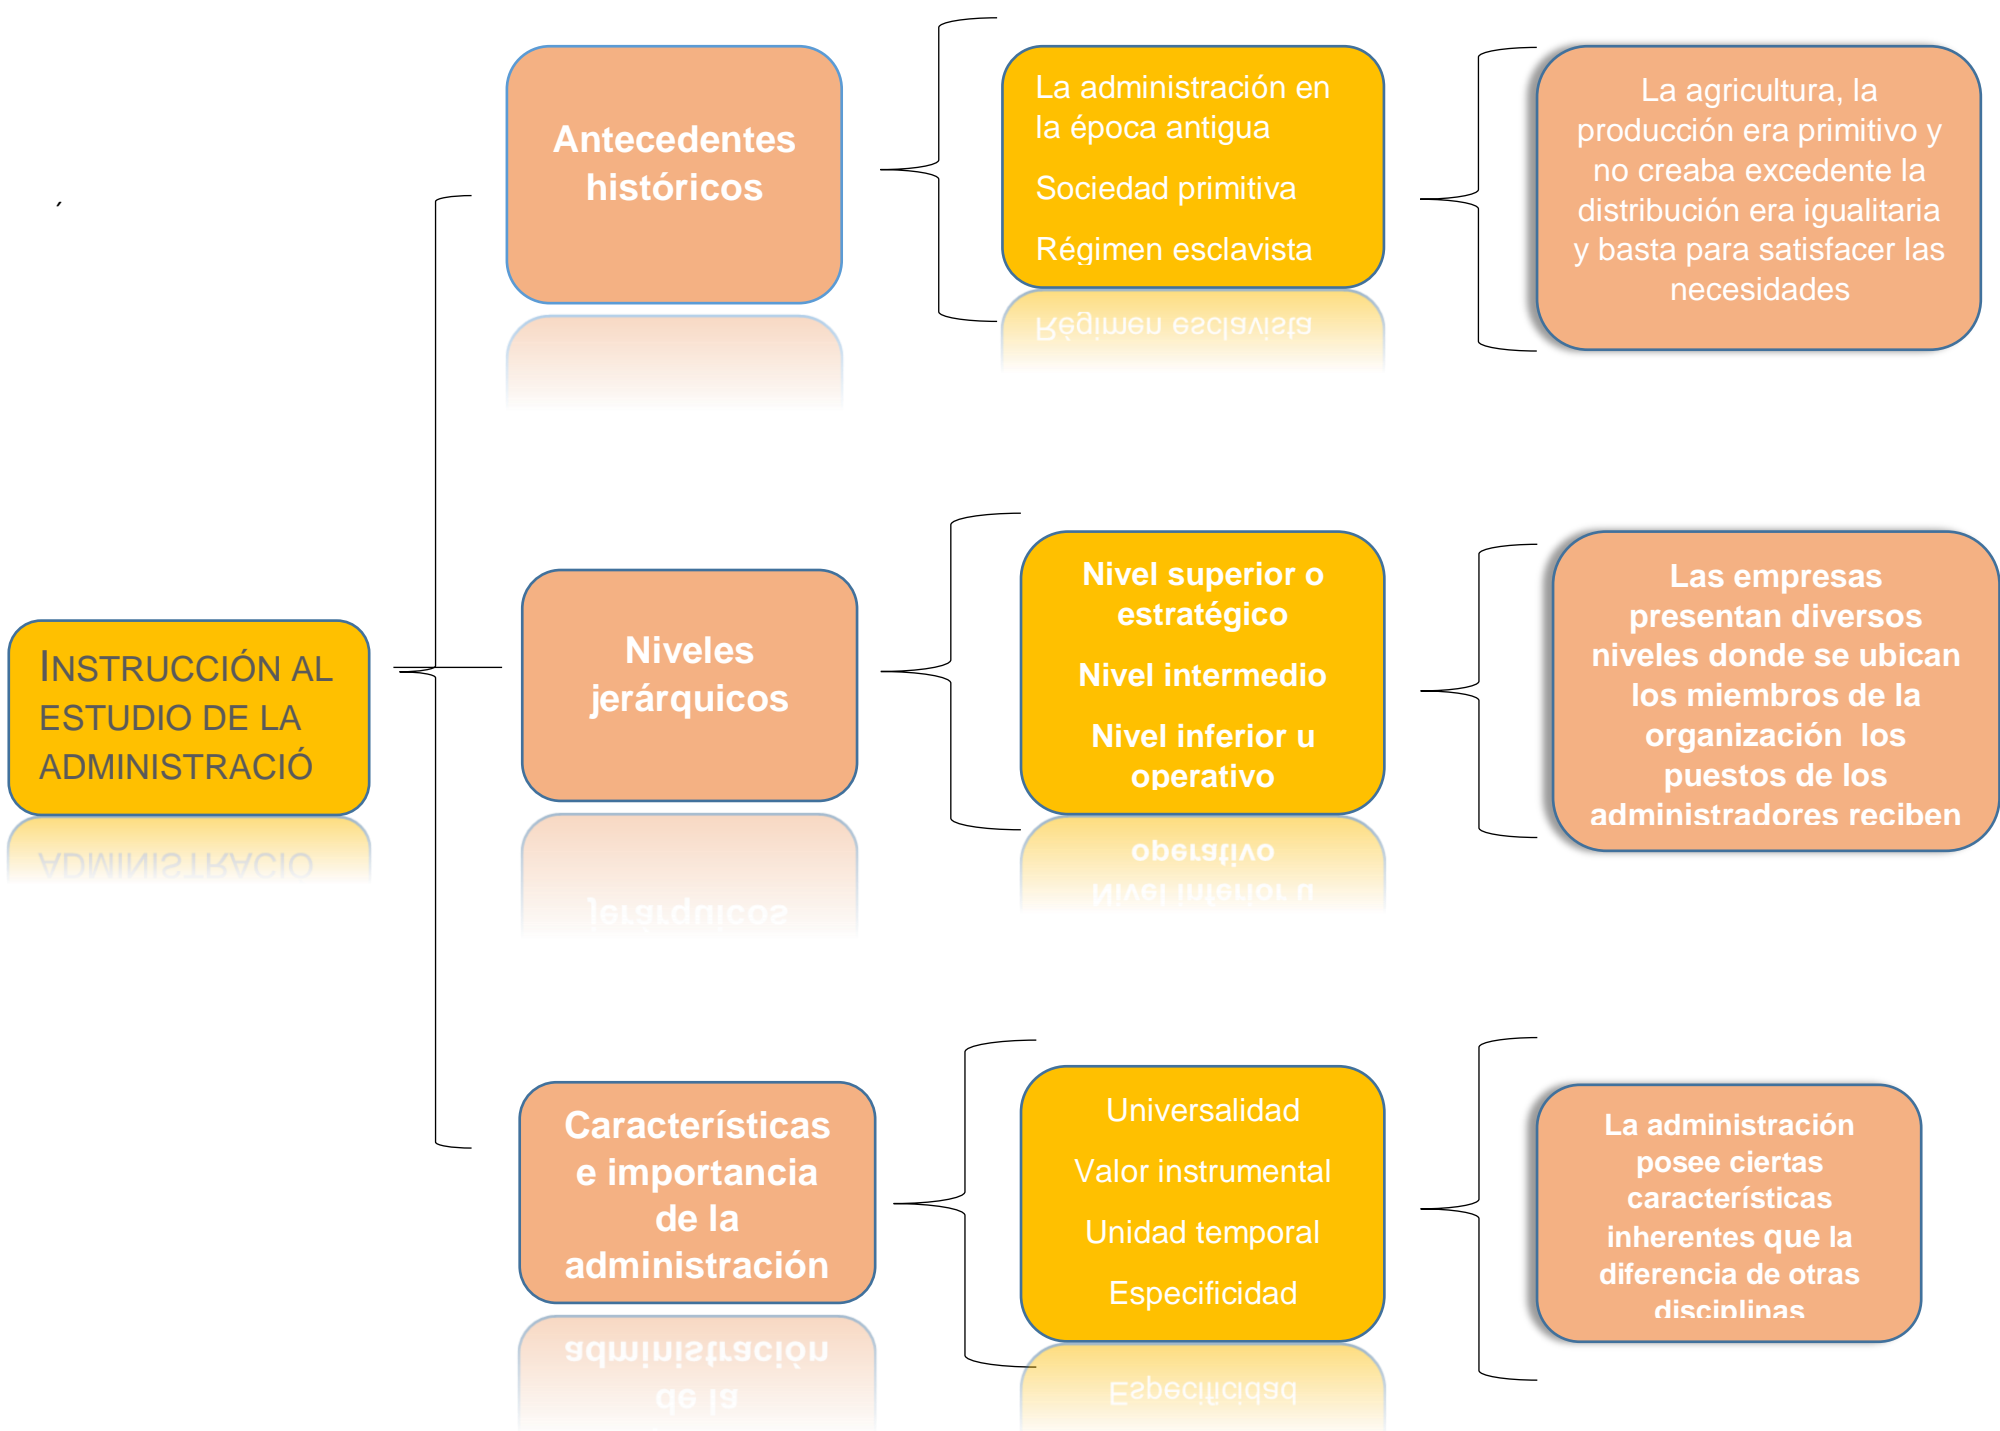 Antecedentes
históricos
La administración en
la época antigua
Sociedad primitiva
Régimen esclavista
La agricultura, la
producción era primitivo y
no creaba excedente la
distribución era igualitaria
y basta para satisfacer las
necesidades
INSTRUCCIÓN AL
ESTUDIO DE LA
ADMINISTRACIÓ
Niveles
jerárquicos
Nivel superior o
estratégico
Nivel intermedio
Nivel inferior u
operativo
Las empresas
presentan diversos
niveles donde se ubican
los miembros de la
organización  los
puestos de los
administradores reciben
Características
e importancia
de la
administración
Universalidad
Valor instrumental
Unidad temporal
Especificidad
La administración
posee ciertas
características
inherentes que la
diferencia de otras
disciplinas